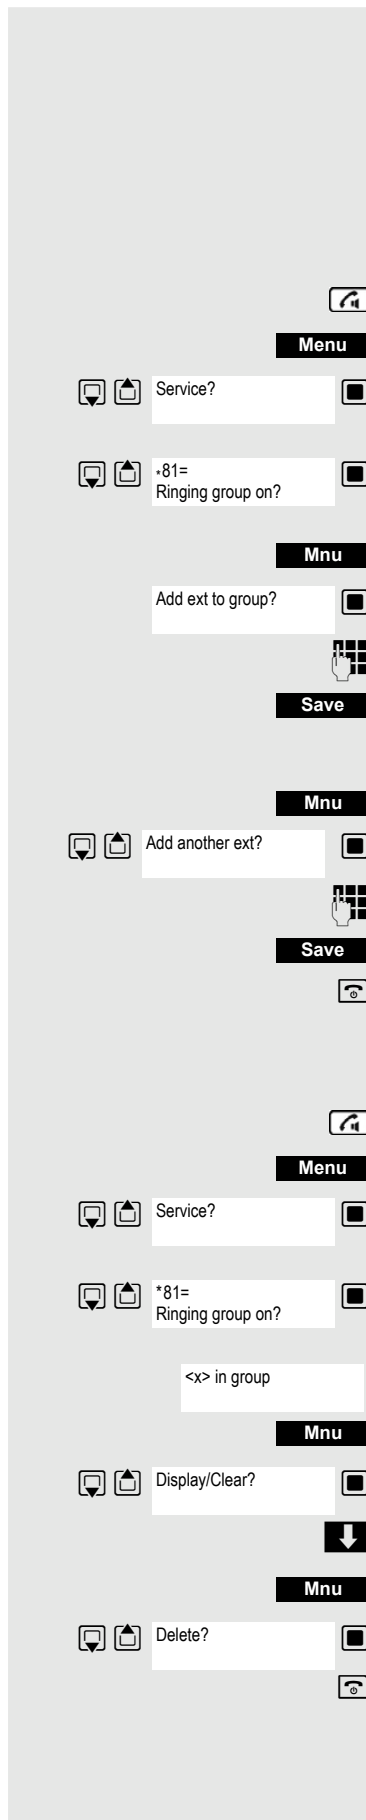 Menu
Service?
*81=
Ringing group on?
Mnu
Add ext to group?
Save
Mnu
Add another ext?
Save
Menu
Service?
*81=
Ringing group on?
<x> in group
Mnu
Display/Clear?
Mnu
Delete?